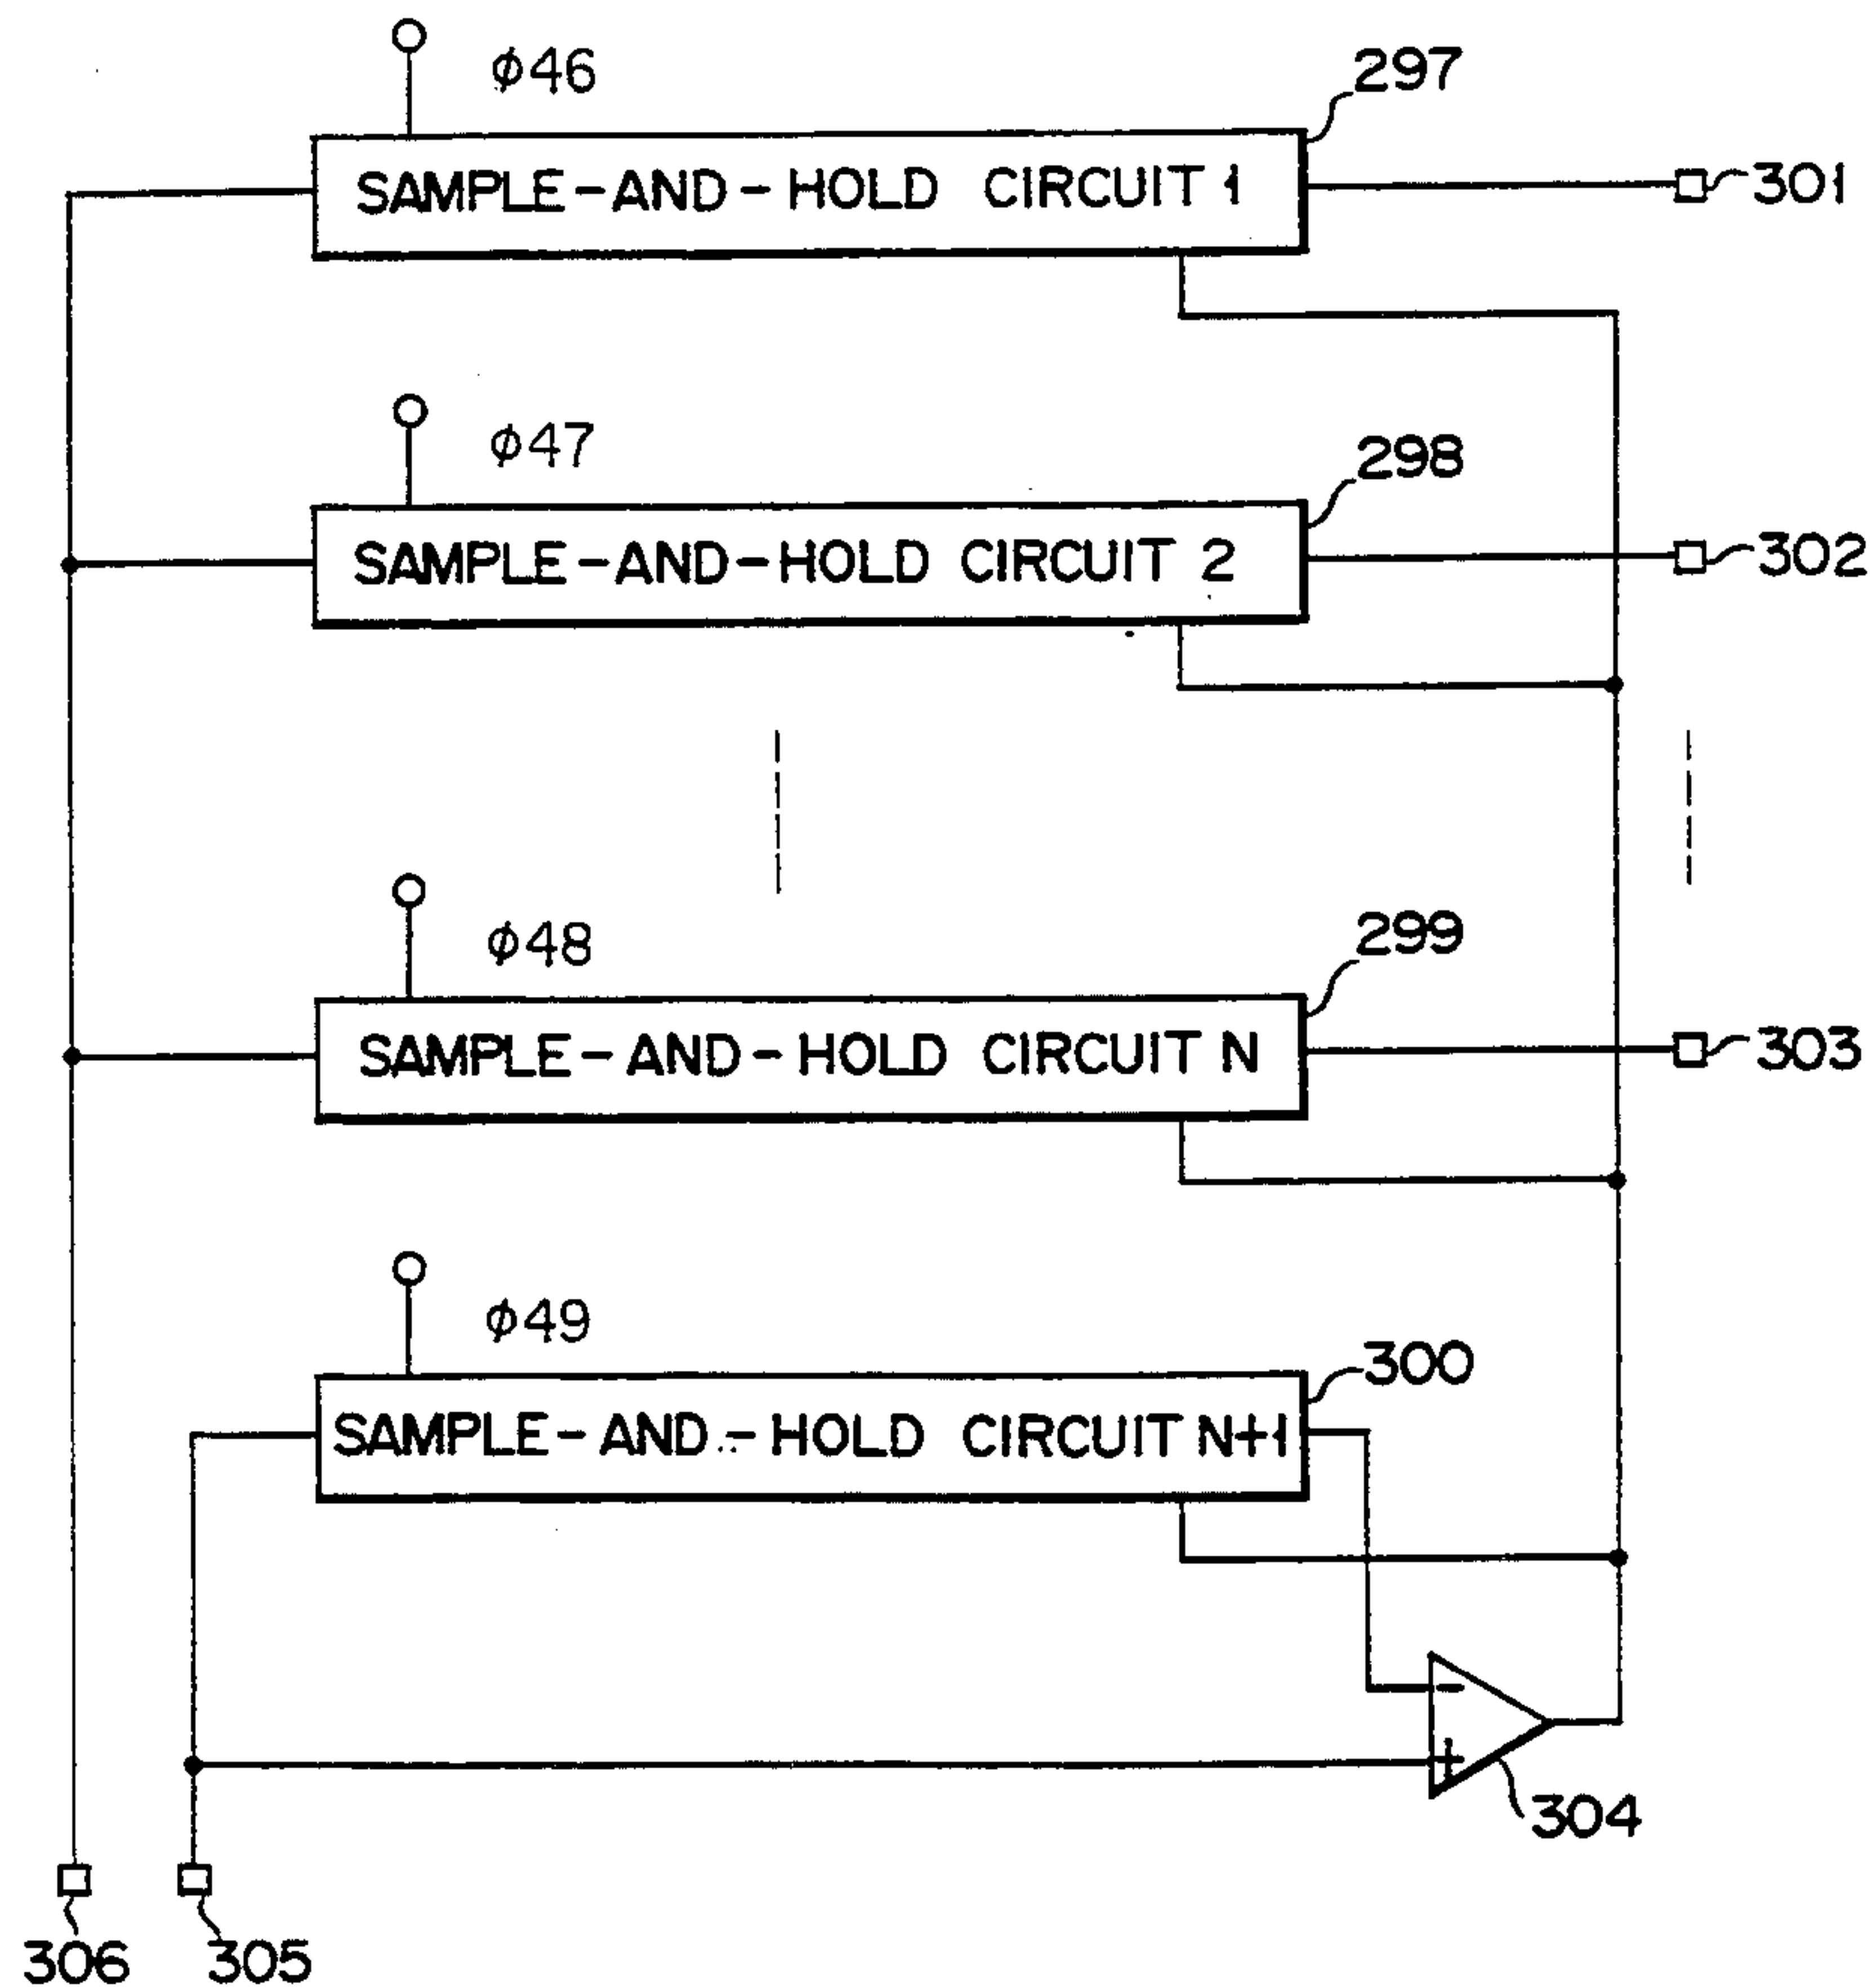 φ46
297
SAMPLE-AND-HOLD CIRCUIT 1
301
φ47
298
SAMPLE-AND-HOLD CIRCUIT 2
302
φ48
299
SAMPLE-AND-HOLD CIRCUIT N
303
φ49
300
SAMPLE-AND-HOLD CIRCUIT N+1
−
+
304
306
305